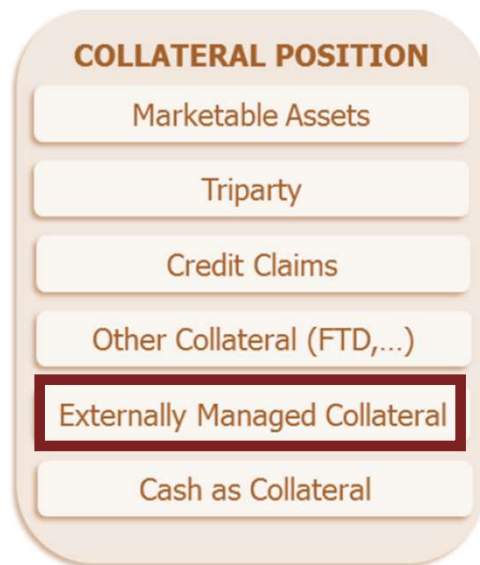 COLLATERAL POSITION
Marketable Assets
Triparty
Credit Claims
Other Collateral (FTD,...)
Externally Managed Collateral
Cash as Collateral